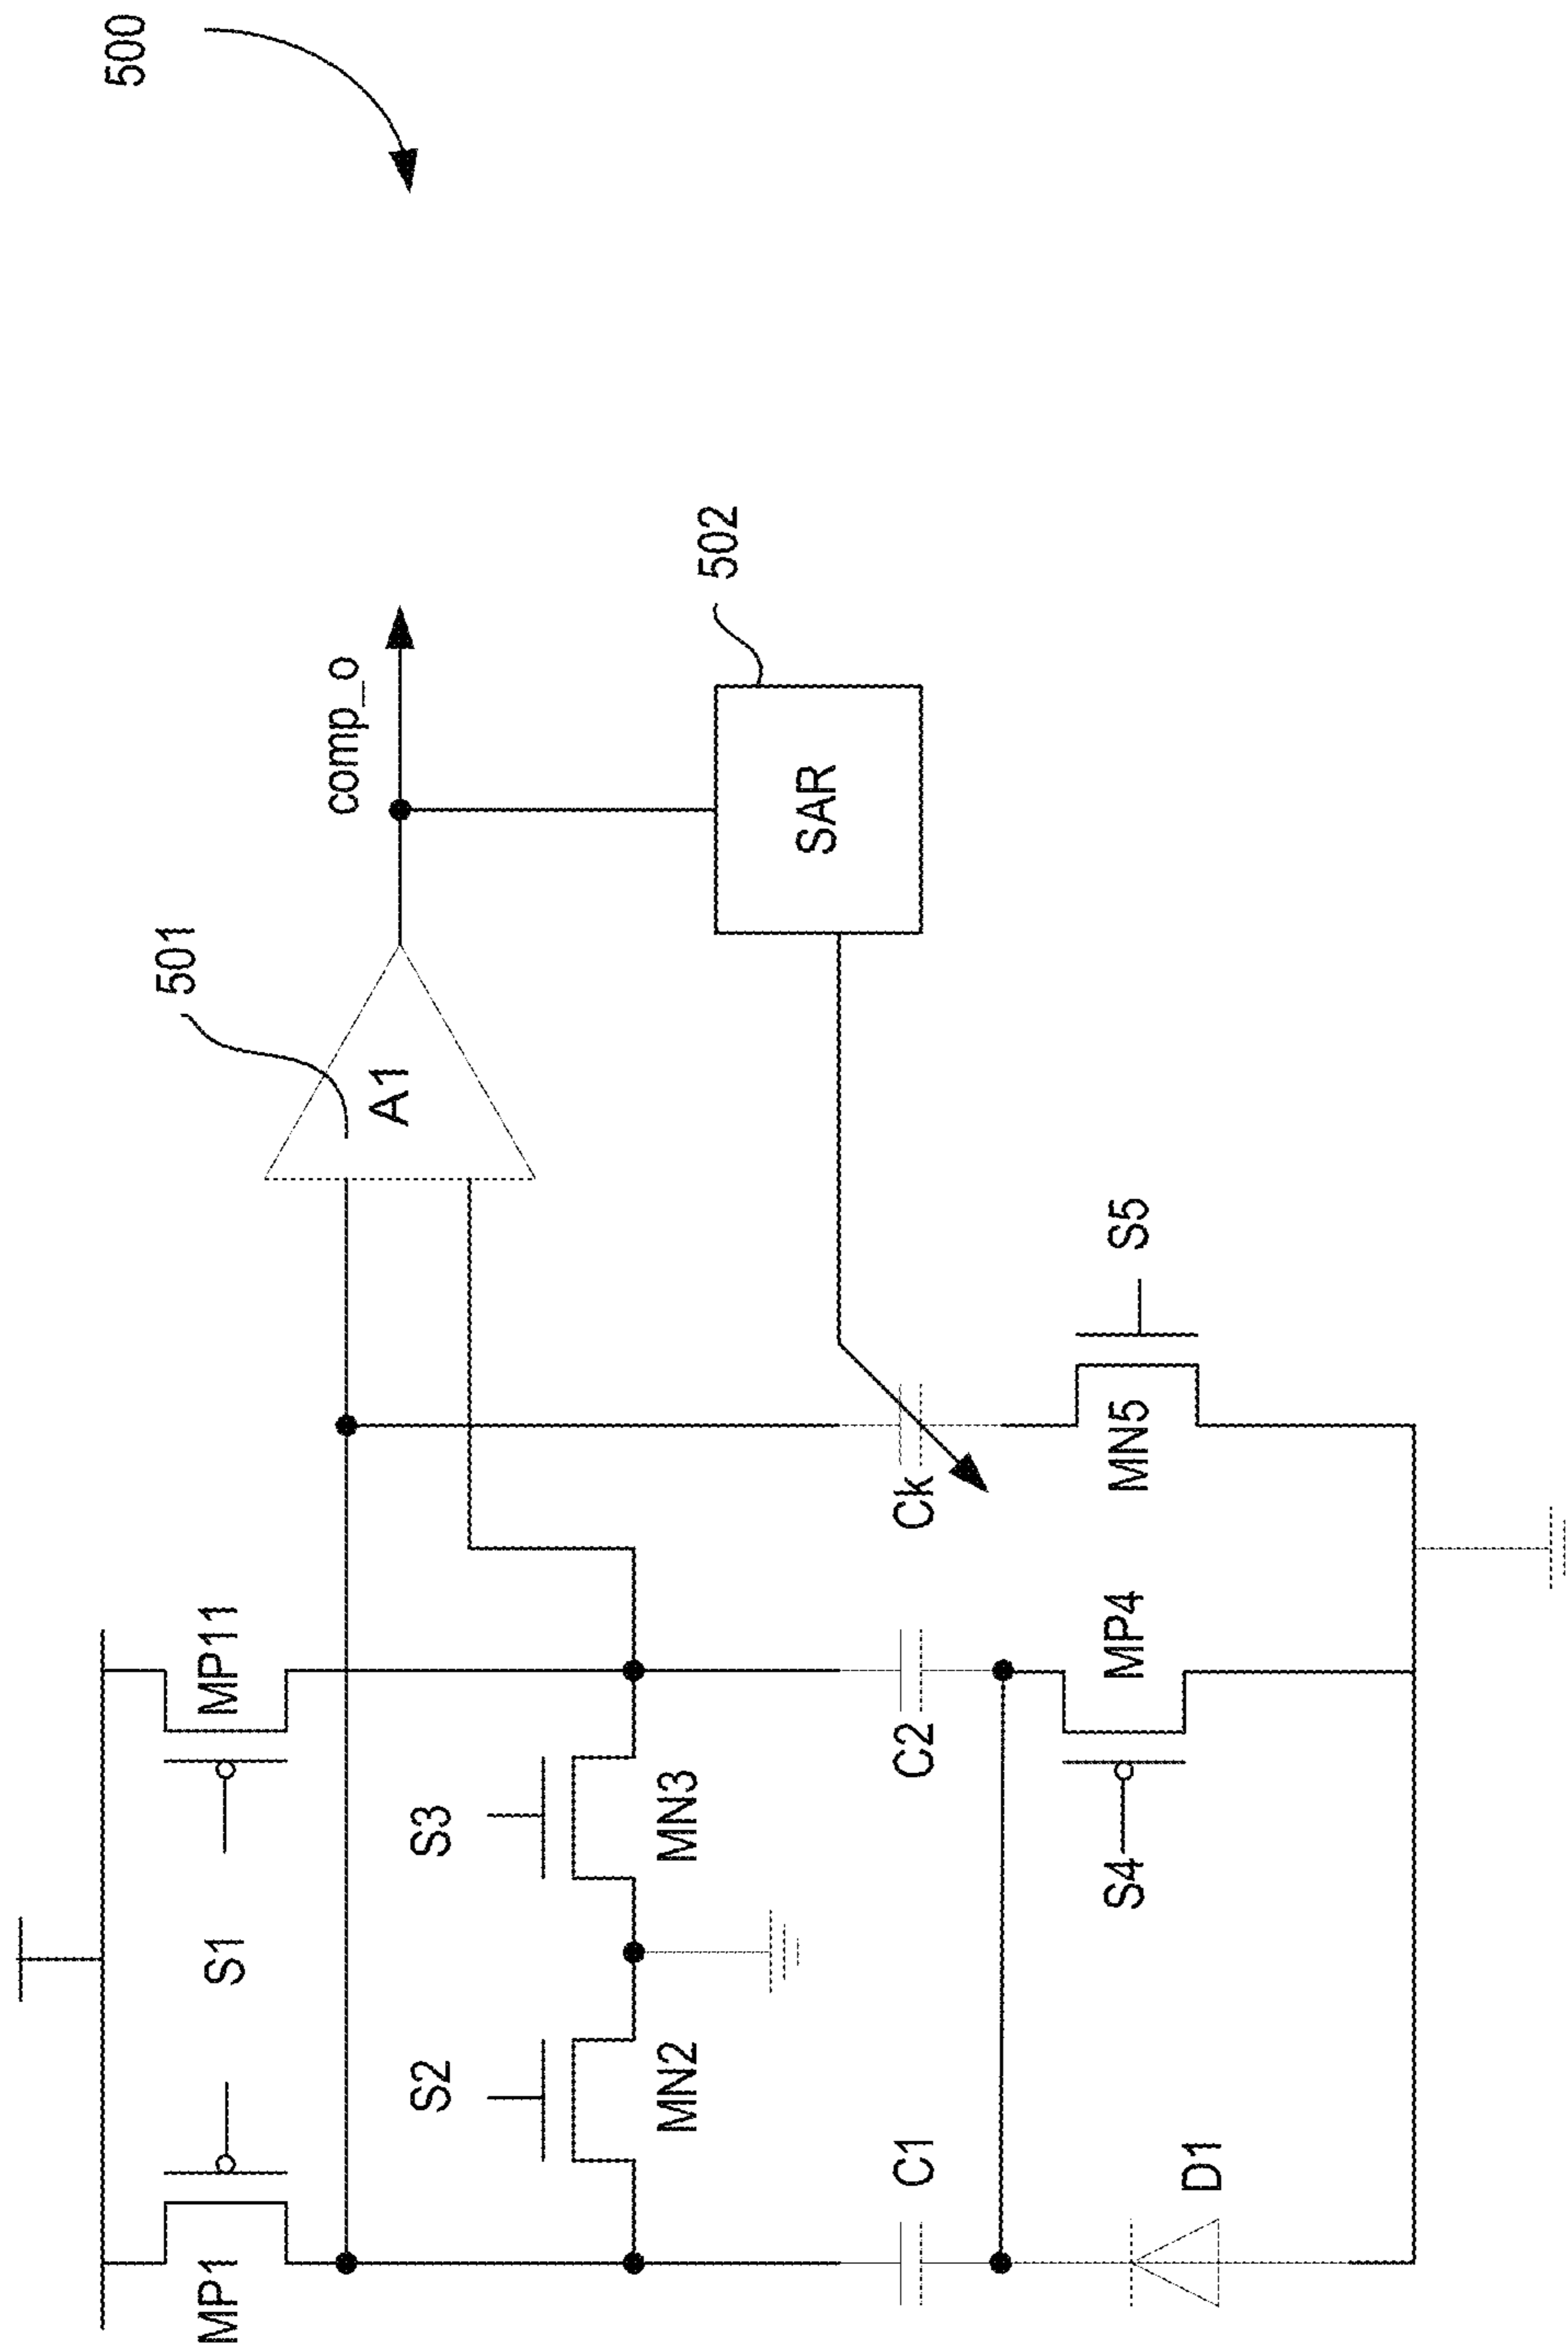 500
S1
MP1
MP11
501
comp_o
A1
S2
S3
MN2
MN3
502
SAR
C1
C2
Ck
D1
S4
MP4
MN5
S5